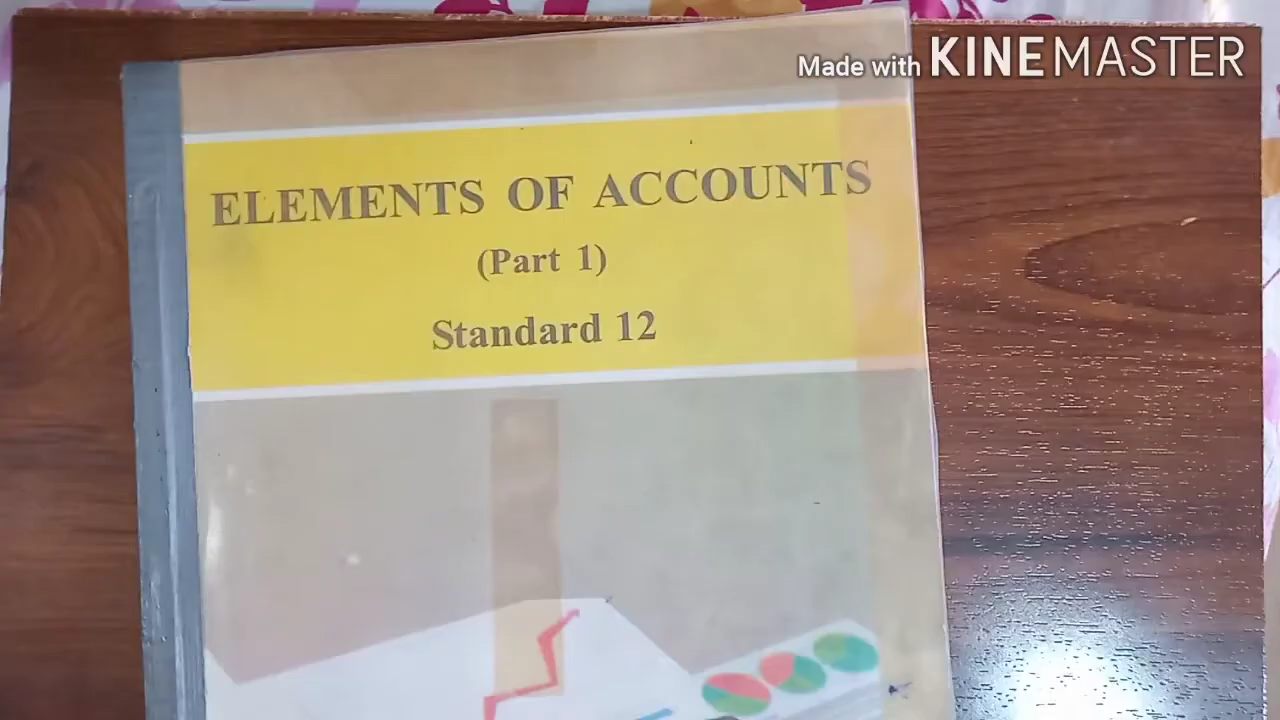 Made with KINEMASTER
ELEMENTS OF ACCOUNTS
(Part 1)
Standard 12